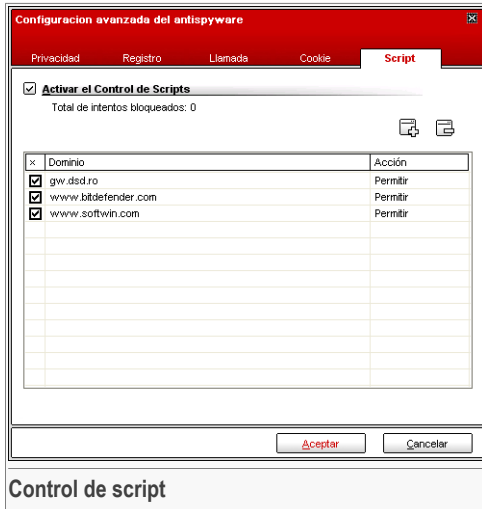 Configuracion avanzada del antispyware
Privacidad Registro Llamada Cookie Script
Activar el Control de Scripts
Total de intentos bloqueados: 0
× Dominio Acción
gw.dsd.ro Permitir
www.bitdefender.com Permitir
www.softwin.com Permitir
Aceptar Cancelar
Control de script